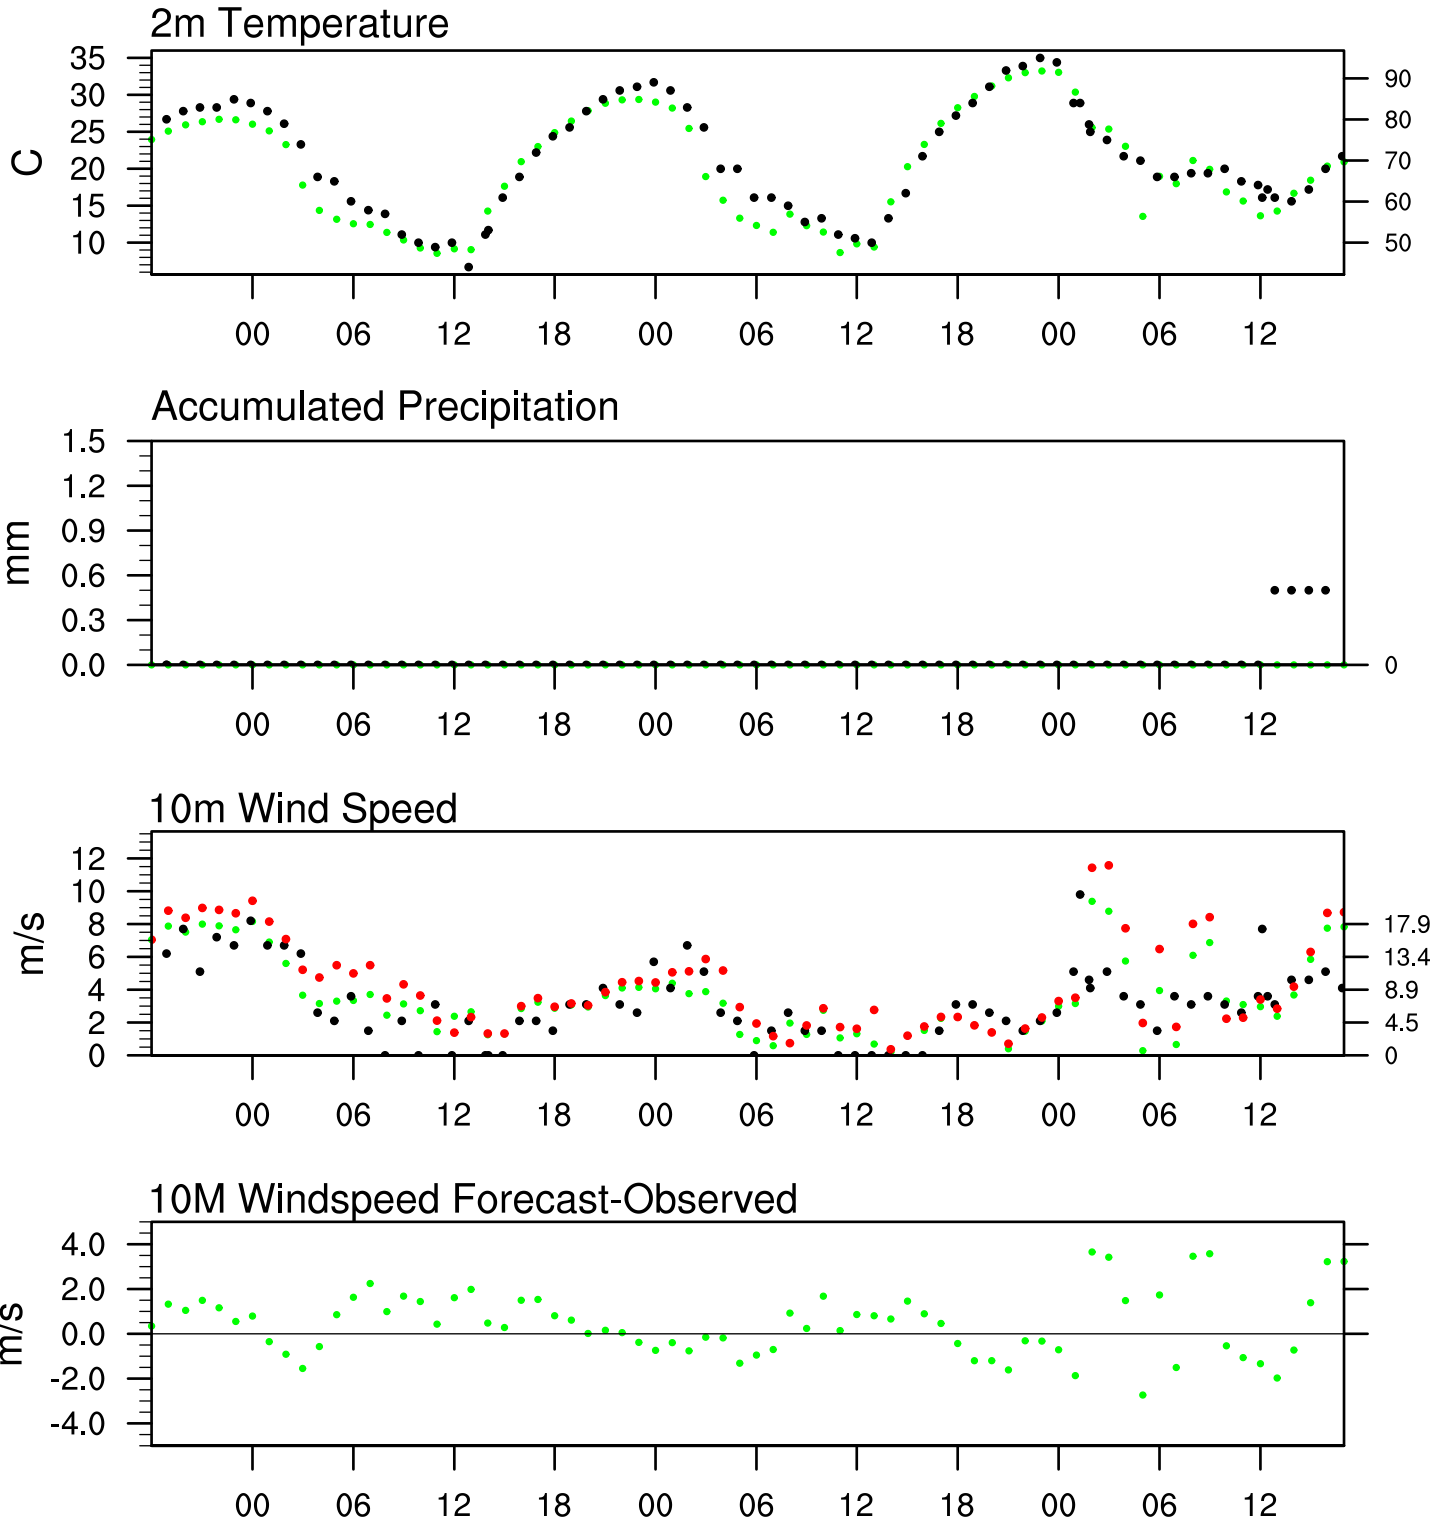 2m Temperature
35
30
25
20
15
10
C
90
80
70
60
50
00 06 12 18 00 06 12 18 00 06 12
Accumulated Precipitation
1.5
1.2
0.9
0.6
0.3
0.0
mm
0
00 06 12 18 00 06 12 18 00 06 12
10m Wind Speed
12
10
8
6
4
2
0
m/s
17.9
13.4
8.9
4.5
0
00 06 12 18 00 06 12 18 00 06 12
10M Windspeed Forecast-Observed
4.0
2.0
0.0
-2.0
-4.0
m/s
00 06 12 18 00 06 12 18 00 06 12